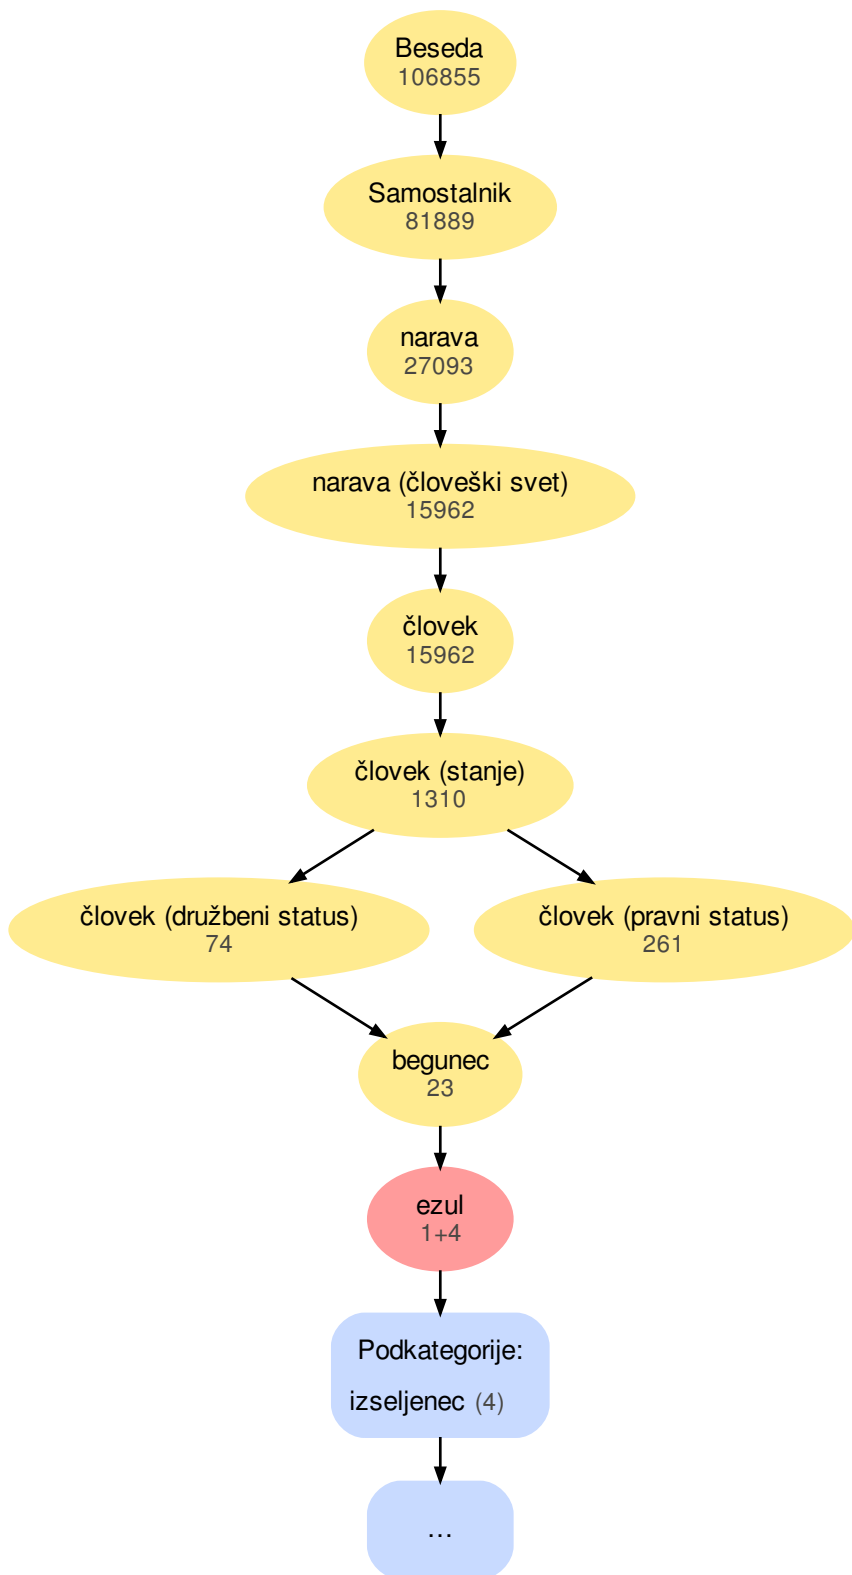 Beseda
106855
Samostalnik
81889
narava
27093
narava (človeški svet)
15962
človek
15962
človek (stanje)
1310
človek (družbeni status)
74
človek (pravni status)
261
begunec
23
ezul
1+4
Podkategorije:
izseljenec (4)
…